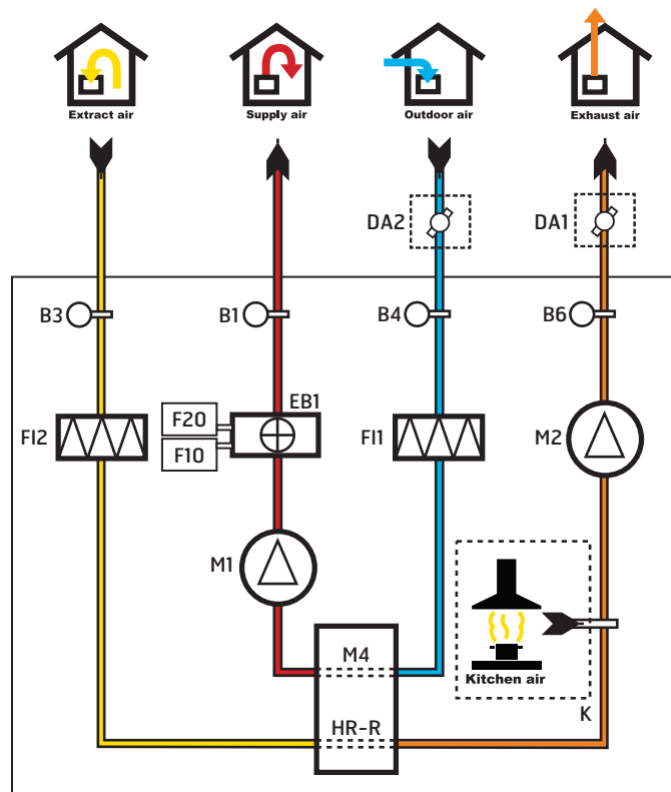 Extract air
Supply air
Outdoor air
Exhaust air
DA2
DA1
B3
B1
B4
B6
EB1
F20
F10
FI2
FI1
M2
M1
M4
Kitchen air
K
HR-R